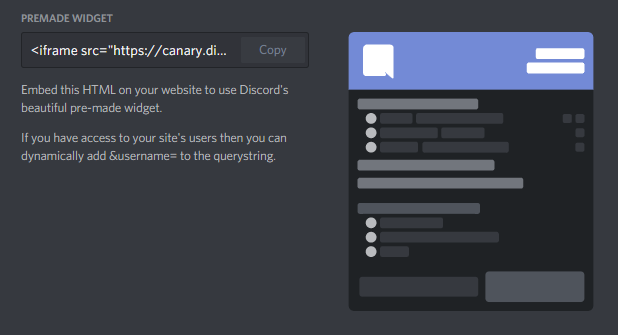 PREMADE WIDGET
<iframe src="https://canary.di...
Copy
Embed this HTML on your website to use Discord's
beautiful pre-made widget.
If you have access to your site's users then you can
dynamically add &username= to the querystring.